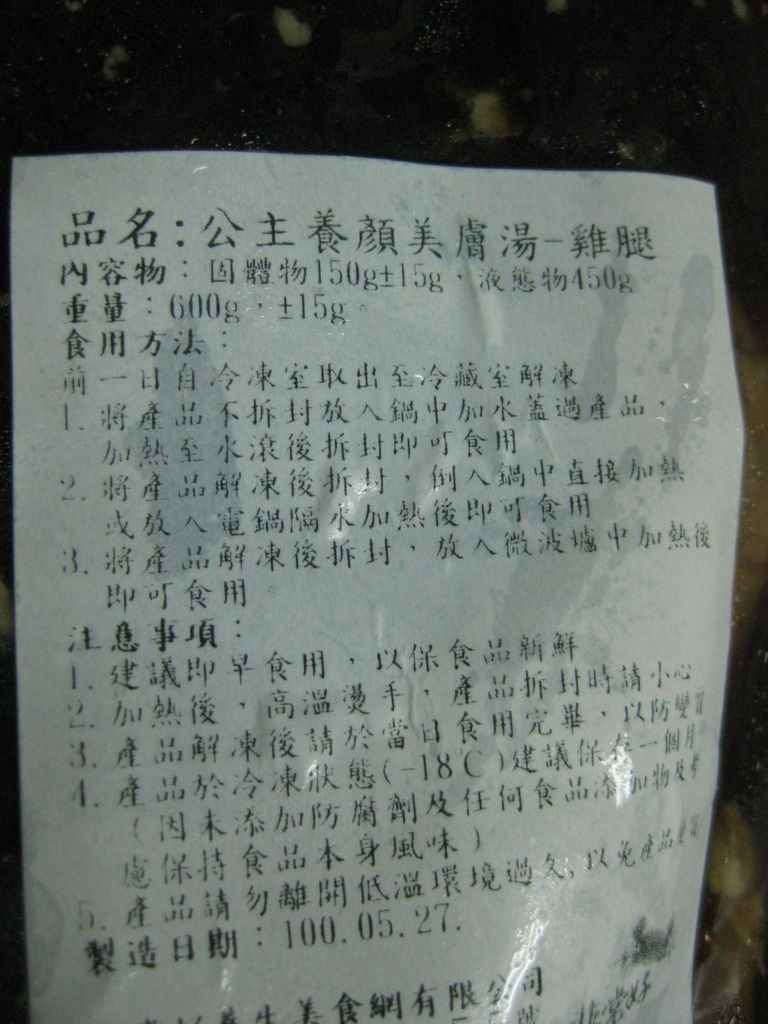 品名：公主養顏美膚湯-雞腿
內容物：固體物150g±15g，液態物450g
重量：600g，±15g。
食用方法：
前一日自冷凍室取出至冷藏室解凍
1. 將產品不拆封放入鍋中加水蓋過產品，
加熱至水滾後拆封即可食用。
2. 將產品解凍後拆封，倒入鍋中直接加熱
或放入電鍋隔水加熱後即可食用
3. 將產品解凍後拆封，放入微波爐中加熱後
即可食用。
注意事項：
1. 建議即早食用，以保食品新鮮
2. 加熱後，高溫燙手，產品拆封時請小心
3. 產品解凍後請於當日食用完畢，以防變質
4. 產品於冷凍狀態(-18℃)建議保存一個月
(因未添加防腐劑及任何食品添加物及考
慮保持食品本身風味)
5. 產品請勿離開低溫環境過久,以免產品變質
製造日期：100.05.27.
養生美食網有限公司
號 非常好